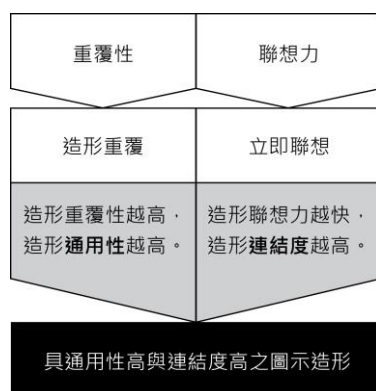 重覆性
聯想力
造形重覆
立即聯想
造形重覆性越高，
造形通用性越高。
造形聯想力越快，
造形連結度越高。
具通用性高與連結度高之圖示造形